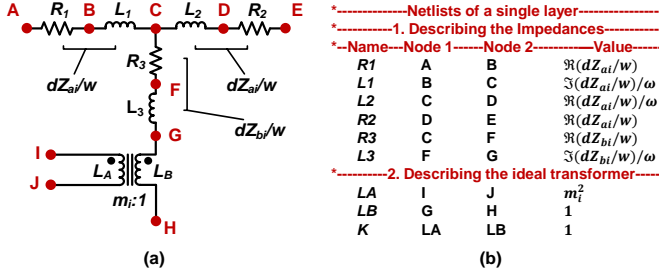 A R1 B L1 C L2 D R2 E
dZai/w R3 dZai/w
F
L3 dZbi/w
G
I LA LB
J
mi:1
H
(a)
*-------------Netlists of a single layer-------------
*----------1. Describing the Impedances----------
*--Name----Node 1------Node 2----------—Value----
R1 A B ℜ(dZai/w)
L1 B C ℑ(dZai/w)/ω
L2 C D ℜ(dZai/w)/ω
R2 D E ℜ(dZai/w)
R3 C F ℜ(dZbi/w)
L3 F G ℑ(dZbi/w)/ω
*----------2. Describing the ideal transformer-------
LA I J mi²
LB G H 1
K LA LB 1
(b)